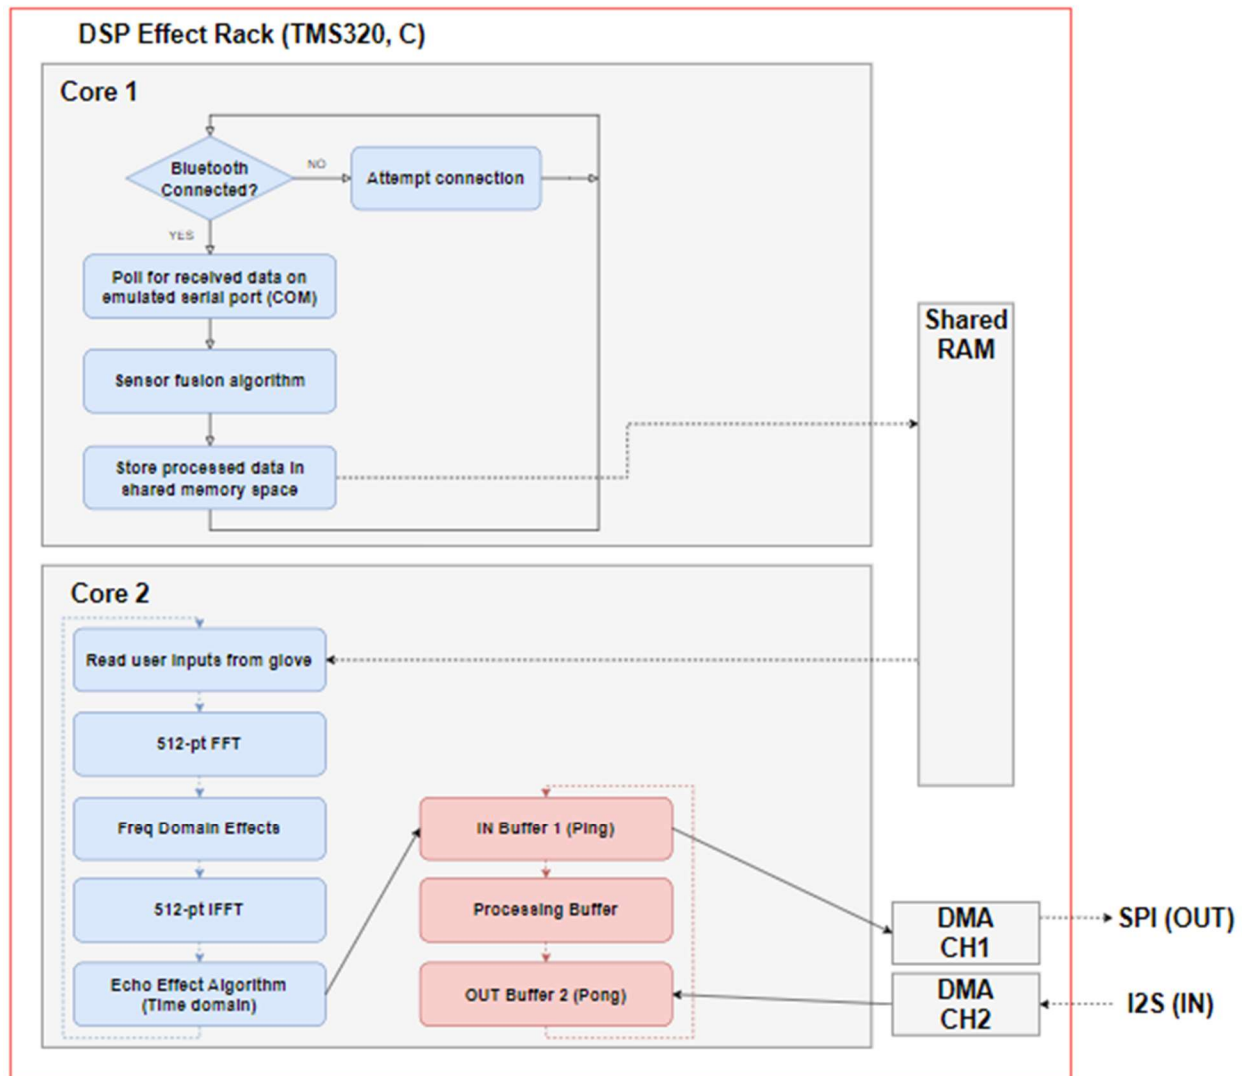 DSP Effect Rack (TMS320, C)
Core 1
Bluetooth
Connected?
NO
Attempt connection
YES
Poll for received data on
emulated serial port (COM)
Sensor fusion algorithm
Store processed data in
shared memory space
Shared
RAM
Core 2
Read user inputs from glove
512-pt FFT
Freq Domain Effects
512-pt IFFT
Echo Effect Algorithm
(Time domain)
IN Buffer 1 (Ping)
Processing Buffer
OUT Buffer 2 (Pong)
DMA
CH1
SPI (OUT)
DMA
CH2
I2S (IN)